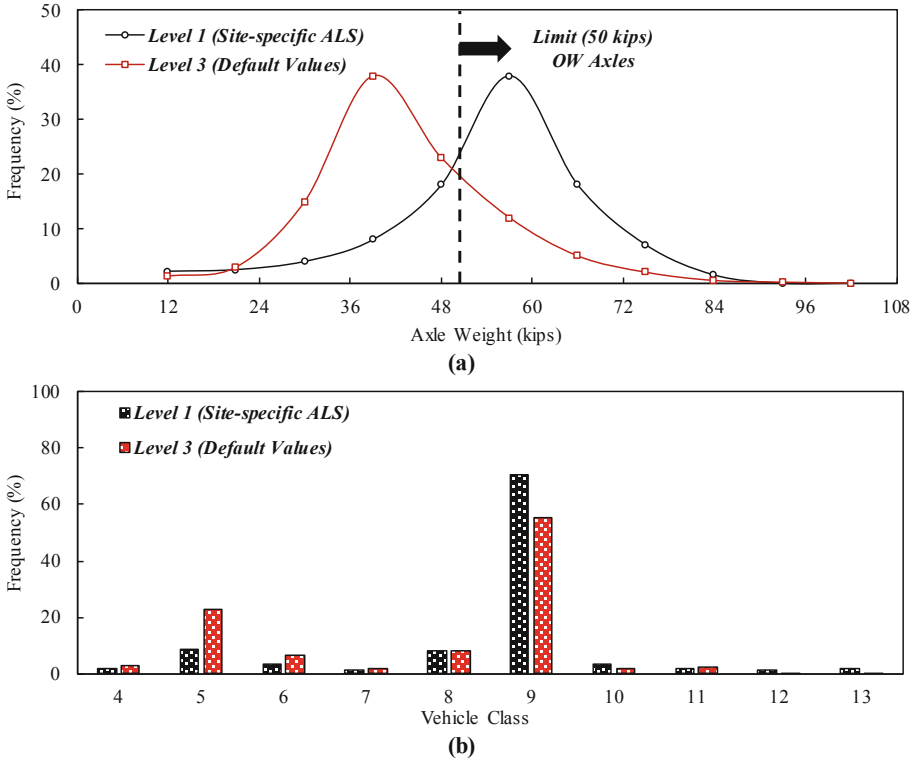 50
40
30
20
10
0
Frequency (%)
Level 1 (Site-specific ALS)
Level 3 (Default Values)
Limit (50 kips)
OW Axles
0 12 24 36 48 60 72 84 96 108
Axle Weight (kips)
(a)
100
80
60
40
20
0
Frequency (%)
Level 1 (Site-specific ALS)
Level 3 (Default Values)
4 5 6 7 8 9 10 11 12 13
Vehicle Class
(b)